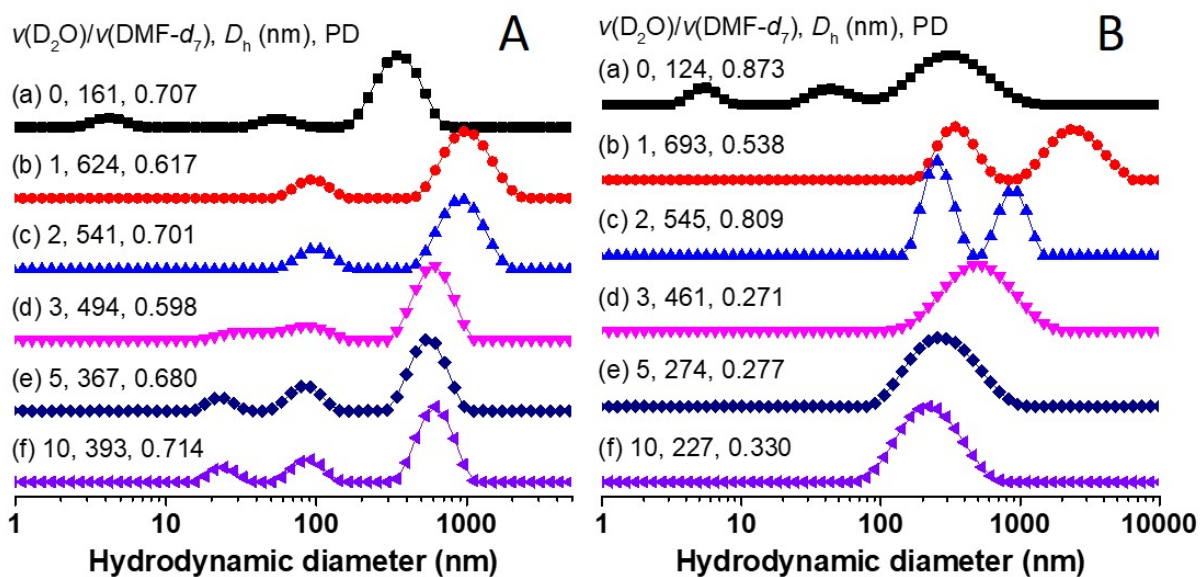 v(D₂O)/v(DMF-d₇), Dₕ (nm), PD
A
(a) 0, 161, 0.707
(b) 1, 624, 0.617
(c) 2, 541, 0.701
(d) 3, 494, 0.598
(e) 5, 367, 0.680
(f) 10, 393, 0.714
1 10 100 1000
Hydrodynamic diameter (nm)
v(D₂O)/v(DMF-d₇), Dₕ (nm), PD
B
(a) 0, 124, 0.873
(b) 1, 693, 0.538
(c) 2, 545, 0.809
(d) 3, 461, 0.271
(e) 5, 274, 0.277
(f) 10, 227, 0.330
1 10 100 1000 10000
Hydrodynamic diameter (nm)